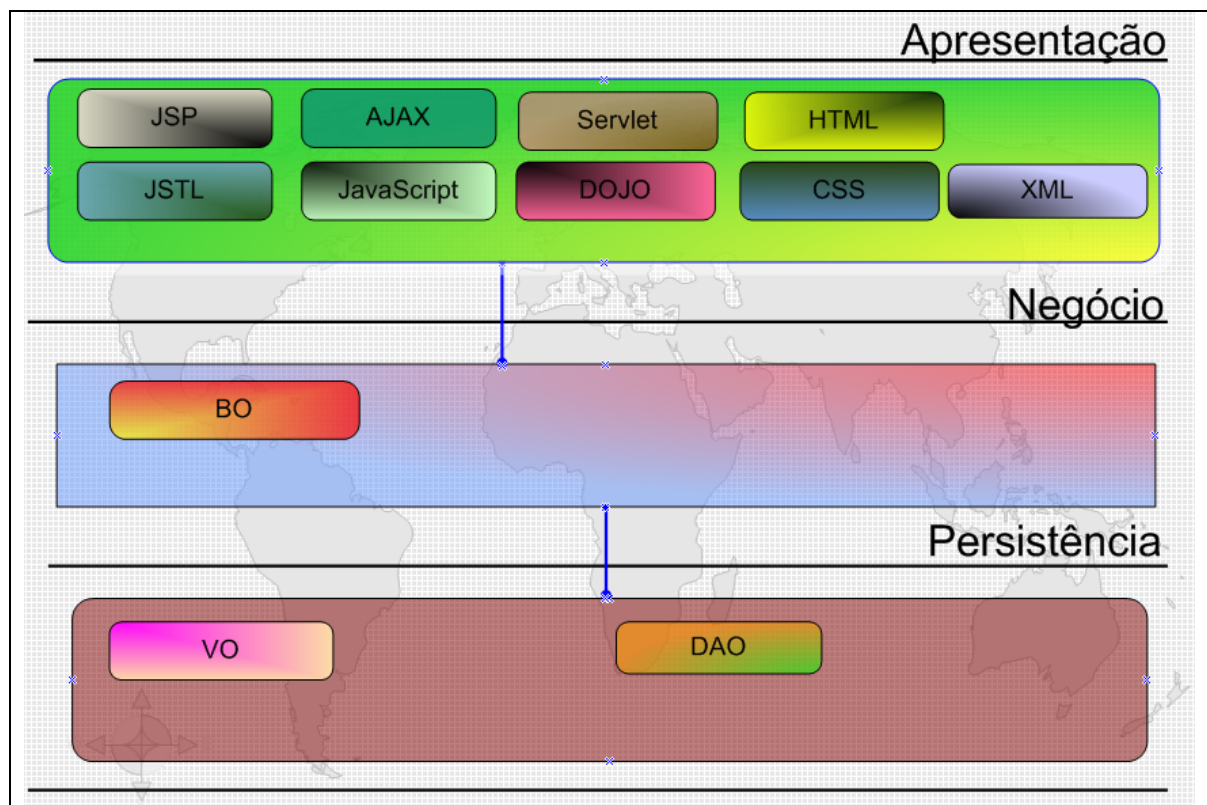 Apresentação
JSP AJAX Servlet HTML
JSTL JavaScript DOJO CSS XML
Negócio
BO
Persistência
VO DAO